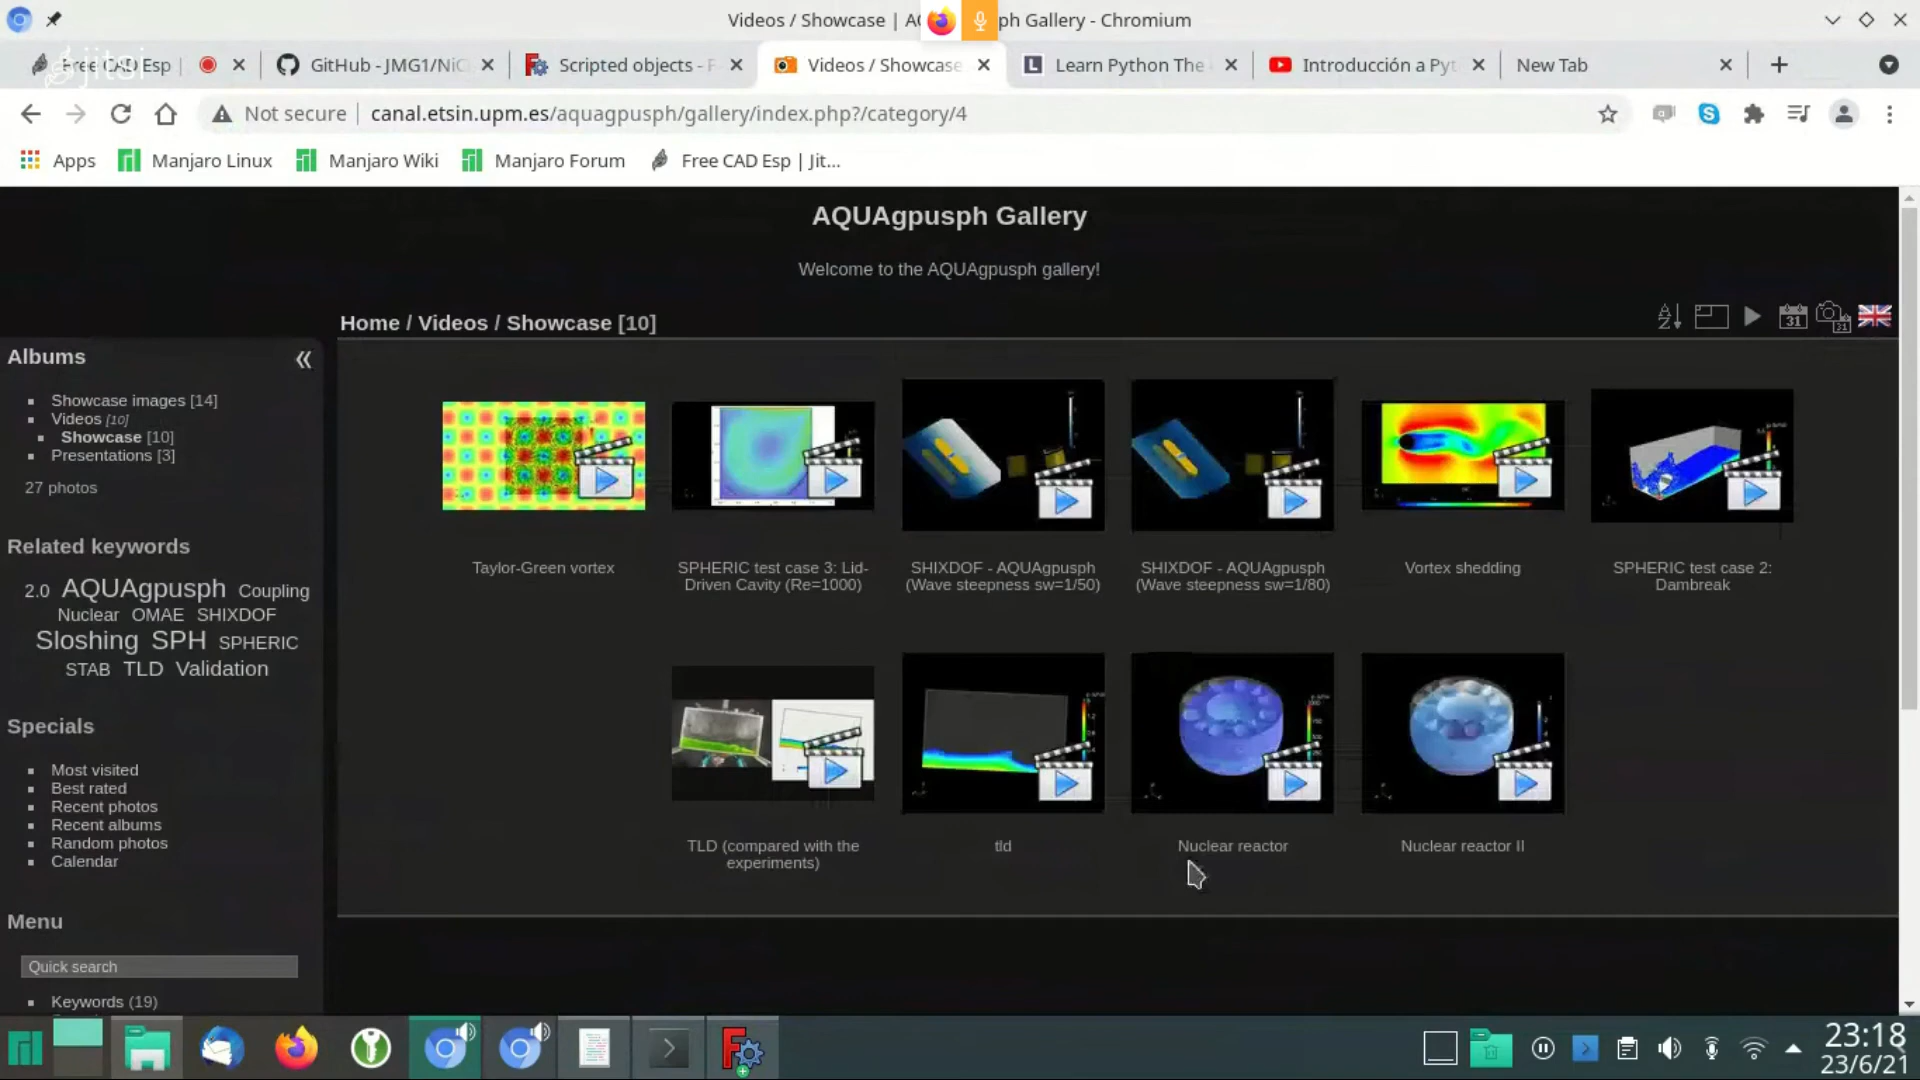 Videos / Showcase | AQ ph Gallery - Chromium
jitsi
Free CAD Esp |
GitHub - JMG1/NiC
Scripted objects - F
Videos / Showcase
Learn Python The
Introducción a Pyt
New Tab
Not secure
canal.etsin.upm.es/aquagpusph/gallery/index.php?/category/4
Apps
Manjaro Linux
Manjaro Wiki
Manjaro Forum
Free CAD Esp | Jit...
AQUAgpusph Gallery
Welcome to the AQUAgpusph gallery!
Home / Videos / Showcase [10]
Albums
Showcase images [14]
Videos [10]
Showcase [10]
Presentations [3]
27 photos
Related keywords
2.0 AQUAgpusph Coupling
Nuclear OMAE SHIXDOF
Sloshing SPH SPHERIC
STAB TLD Validation
Specials
Most visited
Best rated
Recent photos
Recent albums
Random photos
Calendar
Menu
Quick search
Keywords (19)
Taylor-Green vortex
SPHERIC test case 3: Lid-
Driven Cavity (Re=1000)
SHIXDOF - AQUAgpusph
(Wave steepness sw=1/50)
SHIXDOF - AQUAgpusph
(Wave steepness sw=1/80)
Vortex shedding
SPHERIC test case 2:
Dambreak
TLD (compared with the
experiments)
tld
Nuclear reactor
Nuclear reactor II
23:18
23/6/21